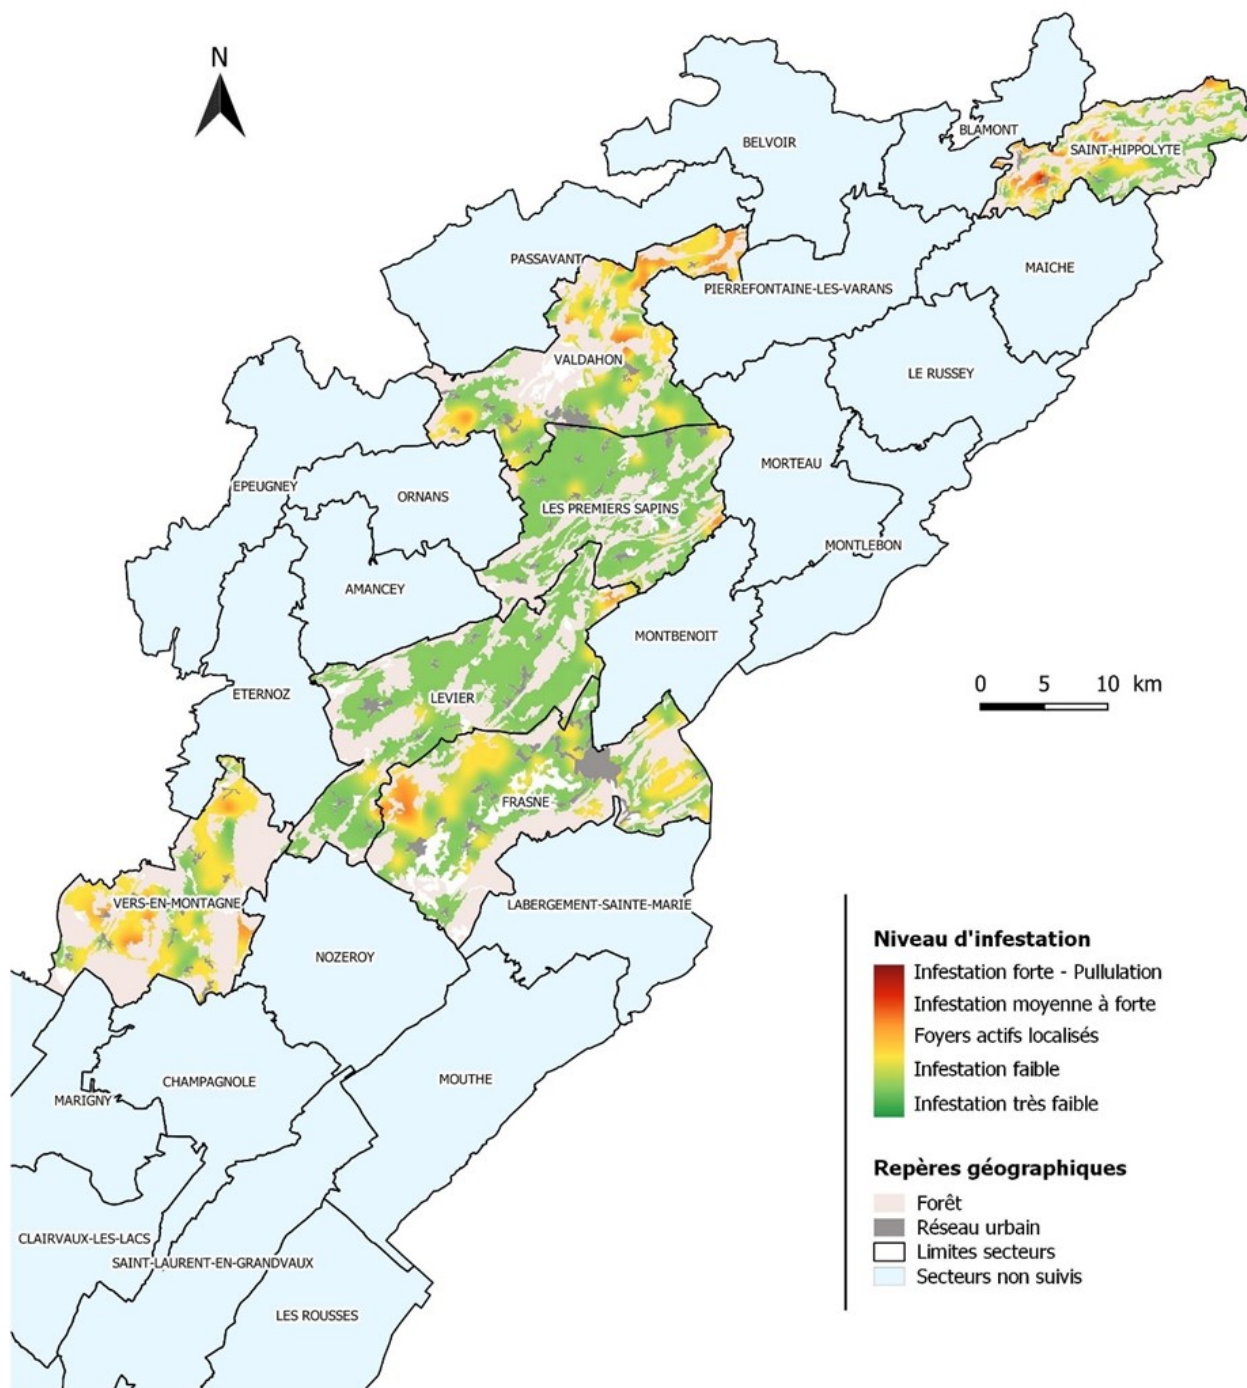 N
BELVOIR
BLAMONT
SAINT-HIPPOLYTE
PASSAVANT
MAICHE
PIERREFONTAINE-LES-VARANS
VALDAHON
LE RUSSEY
MORTEAU
EPEUGNEY
ORNANS
LES PREMIERS SAPINS
MONTLEBON
AMANCEY
MONTBENOIT
ETERNOZ
LEVIER
0 5 10 km
FRASNE
VERS-EN-MONTAGNE
LABERGEMENT-SAINTE-MARIE
NOZEROY
CHAMPAGNOLE
MOUTHE
MARIGNY
CLAIRVAUX-LES-LACS
SAINT-LAURENT-EN-GRANDVAUX
LES ROUSSES
Niveau d'infestation
Infestation forte - Pullulation
Infestation moyenne à forte
Foyers actifs localisés
Infestation faible
Infestation très faible
Repères géographiques
Forêt
Réseau urbain
Limites secteurs
Secteurs non suivis